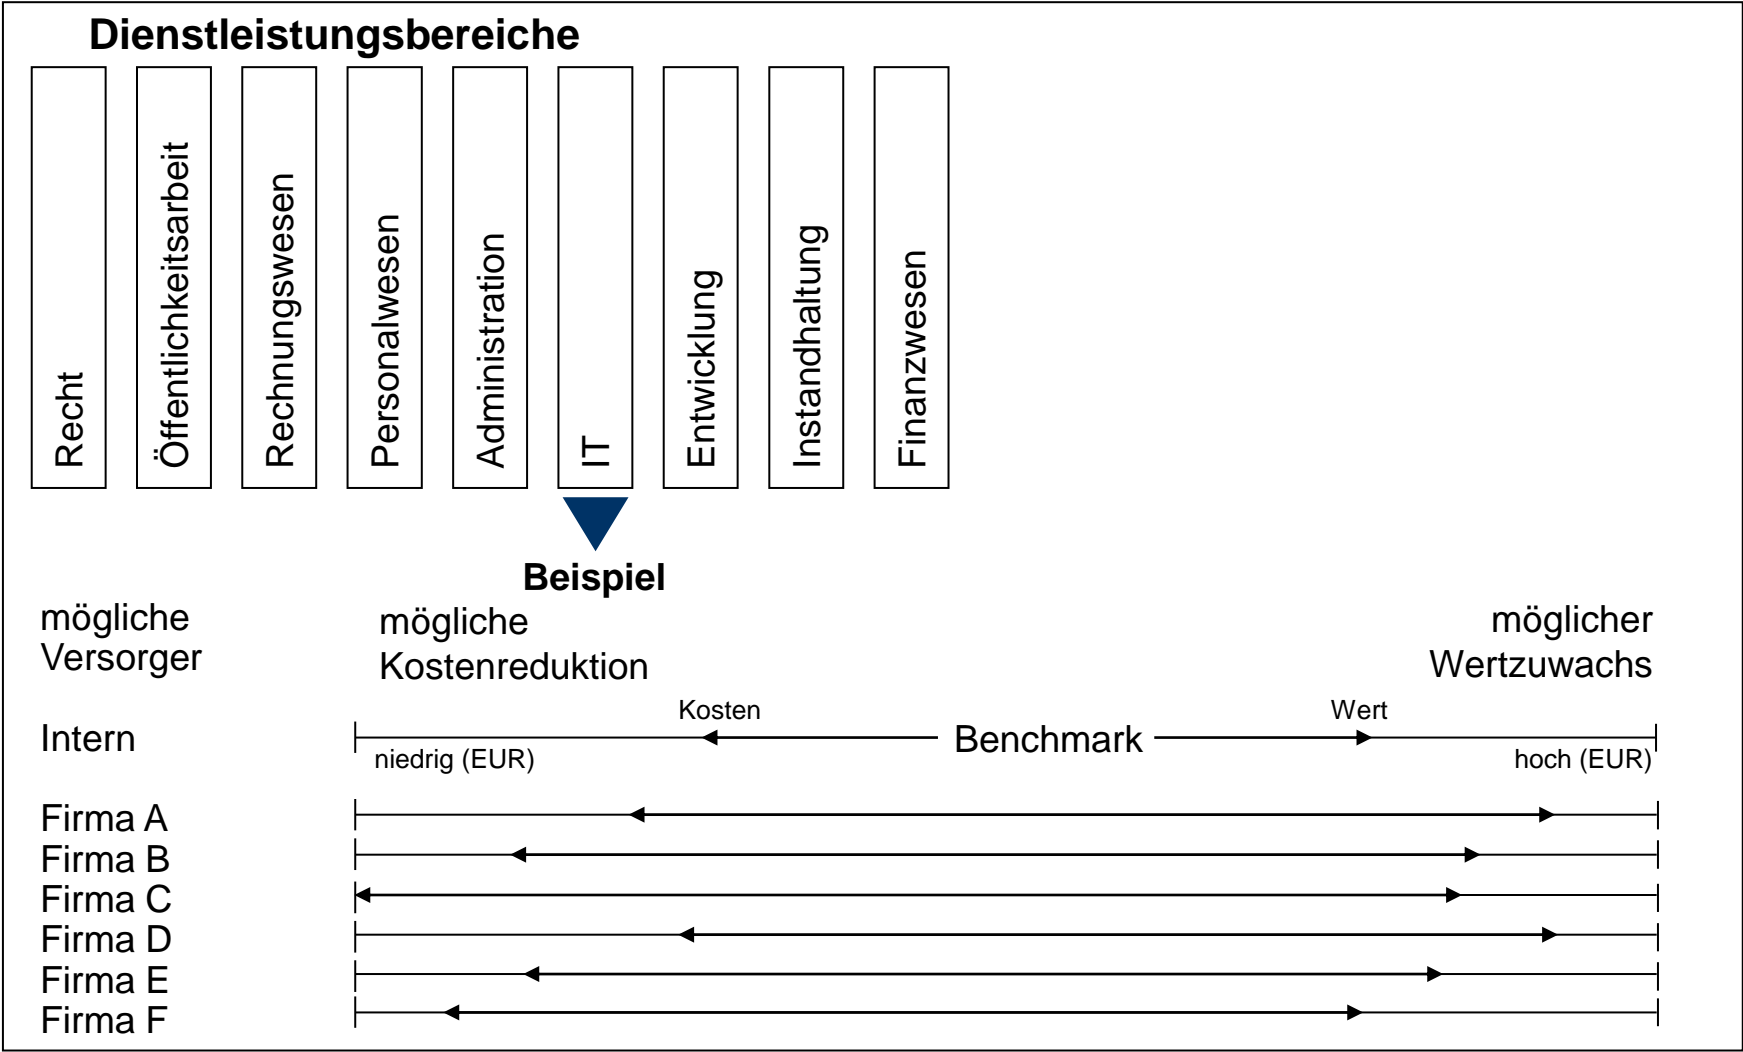 Dienstleistungsbereiche
Recht
Öffentlichkeitsarbeit
Rechnungswesen
Personalwesen
Administration
IT
Entwicklung
Instandhaltung
Finanzwesen
Beispiel
mögliche
Versorger
mögliche
Kostenreduktion
möglicher
Wertzuwachs
Kosten
Wert
Intern
Benchmark
niedrig (EUR)
hoch (EUR)
Firma A
Firma B
Firma C
Firma D
Firma E
Firma F